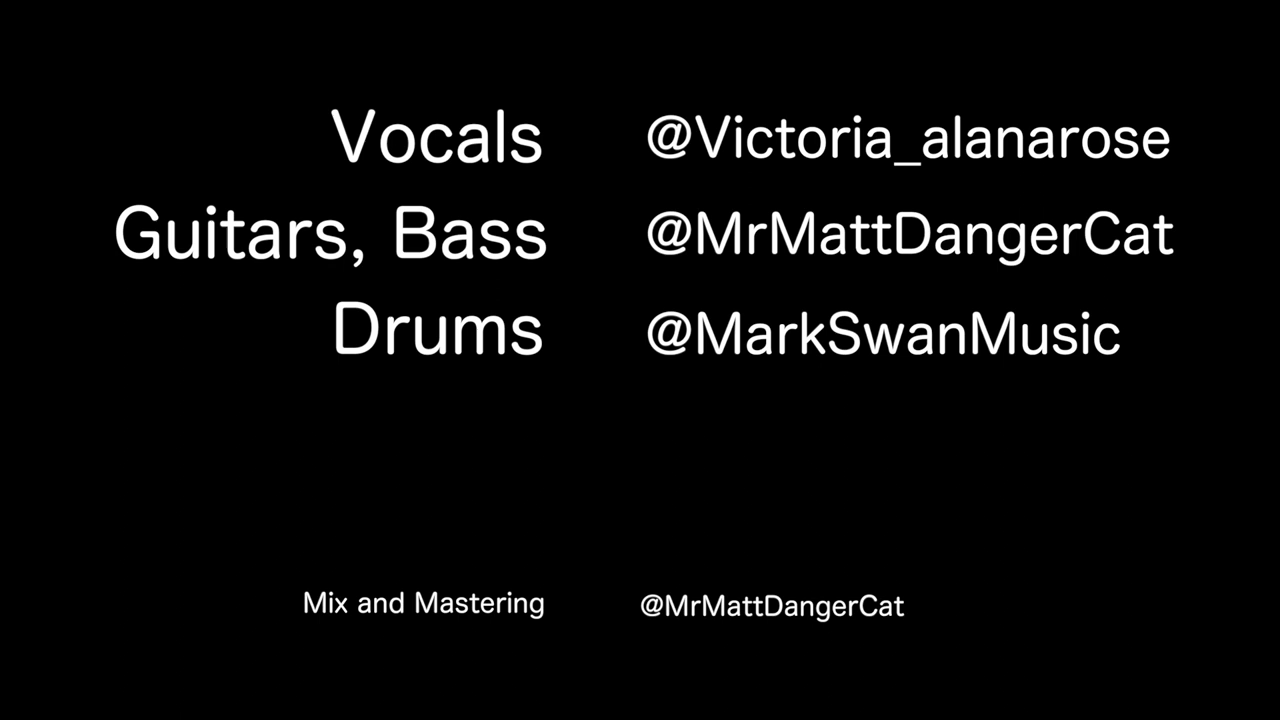 Vocals @Victoria_alanarose
Guitars, Bass @MrMattDangerCat
Drums @MarkSwanMusic
Mix and Mastering @MrMattDangerCat